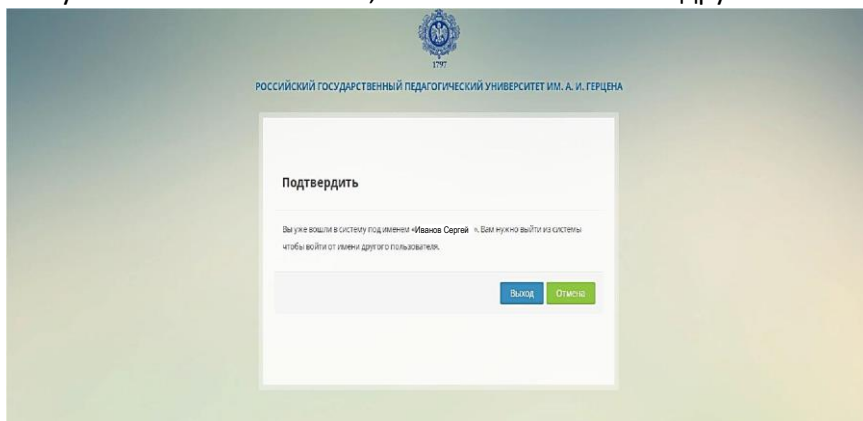 1797
РОССИЙСКИЙ ГОСУДАРСТВЕННЫЙ ПЕДАГОГИЧЕСКИЙ УНИВЕРСИТЕТ ИМ. А. И. ГЕРЦЕНА
Подтвердить
Вы уже вошли в систему под именем «Иванов Сергей ». Вам нужно выйти из системы
чтобы войти от имени другого пользователя.
Выход Отмена